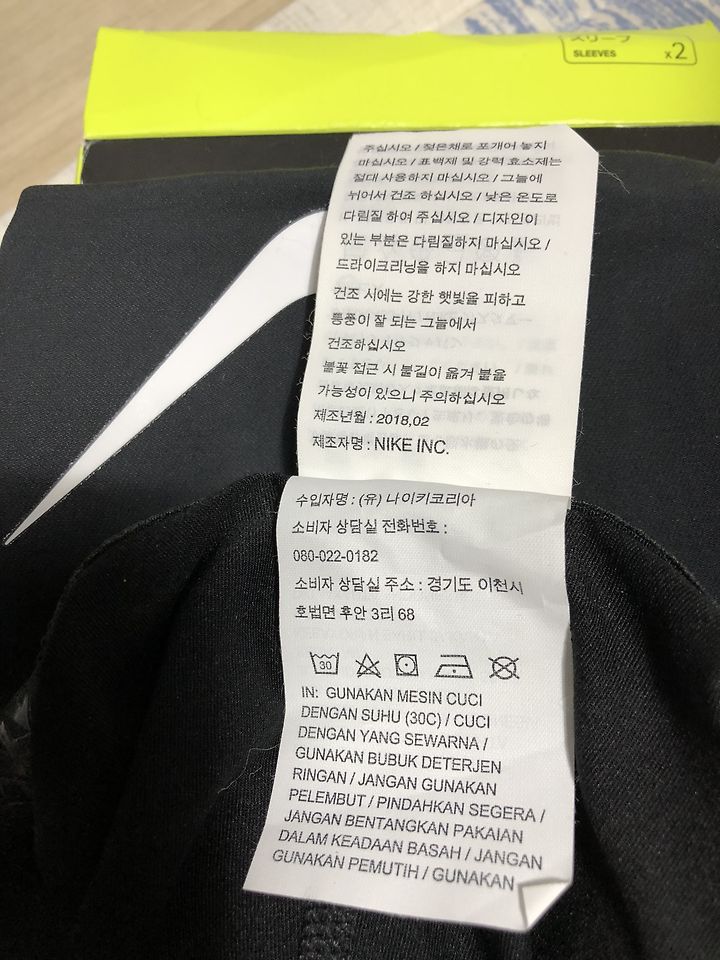 スリーブ
SLEEVES
x2
주십시오 / 젖은채로 포개어 놓지
마십시오 / 표백제 및 강력 효소제는
절대 사용하지 마십시오 / 그늘에
뉘어서 건조 하십시오 / 낮은 온도로
다림질 하여 주십시오 / 디자인이
있는 부분은 다림질하지 마십시오 /
드라이크리닝을 하지 마십시오
건조 시에는 강한 햇빛을 피하고
통풍이 잘 되는 그늘에서
건조하십시오
불꽃 접근 시 불길이 옮겨 붙을
가능성이 있으니 주의하십시오
제조년월 : 2018,02
제조자명 : NIKE INC.
수입자명 : (유) 나이키코리아
소비자 상담실 전화번호 :
080-022-0182
소비자 상담실 주소 : 경기도 이천시
호법면 후안 3리 68
30
IN: GUNAKAN MESIN CUCI
DENGAN SUHU (30C) / CUCI
DENGAN YANG SEWARNA /
GUNAKAN BUBUK DETERJEN
RINGAN / JANGAN GUNAKAN
PELEMBUT / PINDAHKAN SEGERA /
JANGAN BENTANGKAN PAKAIAN
DALAM KEADAAN BASAH / JANGAN
GUNAKAN PEMUTIH / GUNAKAN